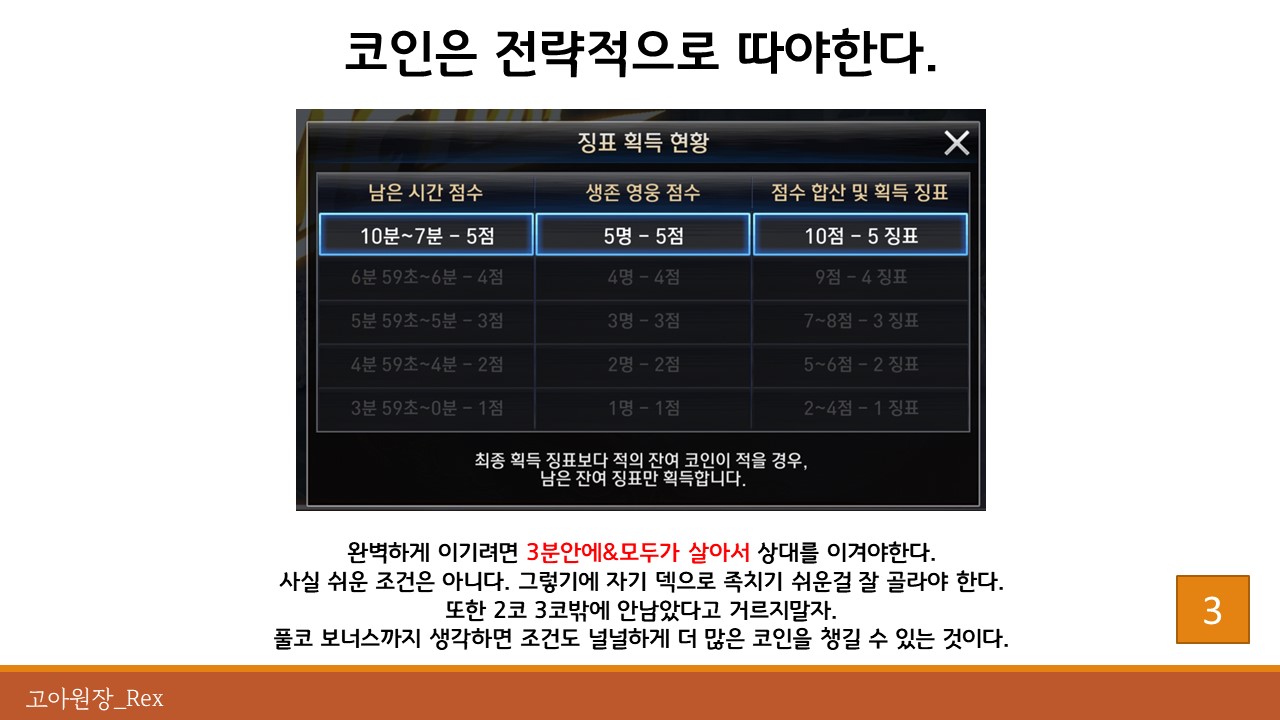 코인은 전략적으로 따야한다.
징표 획득 현황
남은 시간 점수 생존 영웅 점수 점수 합산 및 획득 징표
10분~7분 – 5점 5명 – 5점 10점 – 5 징표
6분 59초~6분 – 4점 4명 – 4점 9점 – 4 징표
5분 59초~5분 – 3점 3명 – 3점 7~8점 – 3 징표
4분 59초~4분 – 2점 2명 – 2점 5~6점 – 2 징표
3분 59초~0분 – 1점 1명 – 1점 2~4점 – 1 징표
최종 획득 징표보다 적의 잔여 코인이 적을 경우,
남은 잔여 징표만 획득합니다.
완벽하게 이기려면 3분안에&모두가 살아서 상대를 이겨야한다.
사실 쉬운 조건은 아니다. 그렇기에 자기 덱으로 족치기 쉬운걸 잘 골라야 한다.
또한 2코 3코밖에 안남았다고 거르지말자.
풀코 보너스까지 생각하면 조건도 널널하게 더 많은 코인을 챙길 수 있는 것이다.
3
고아원장_Rex